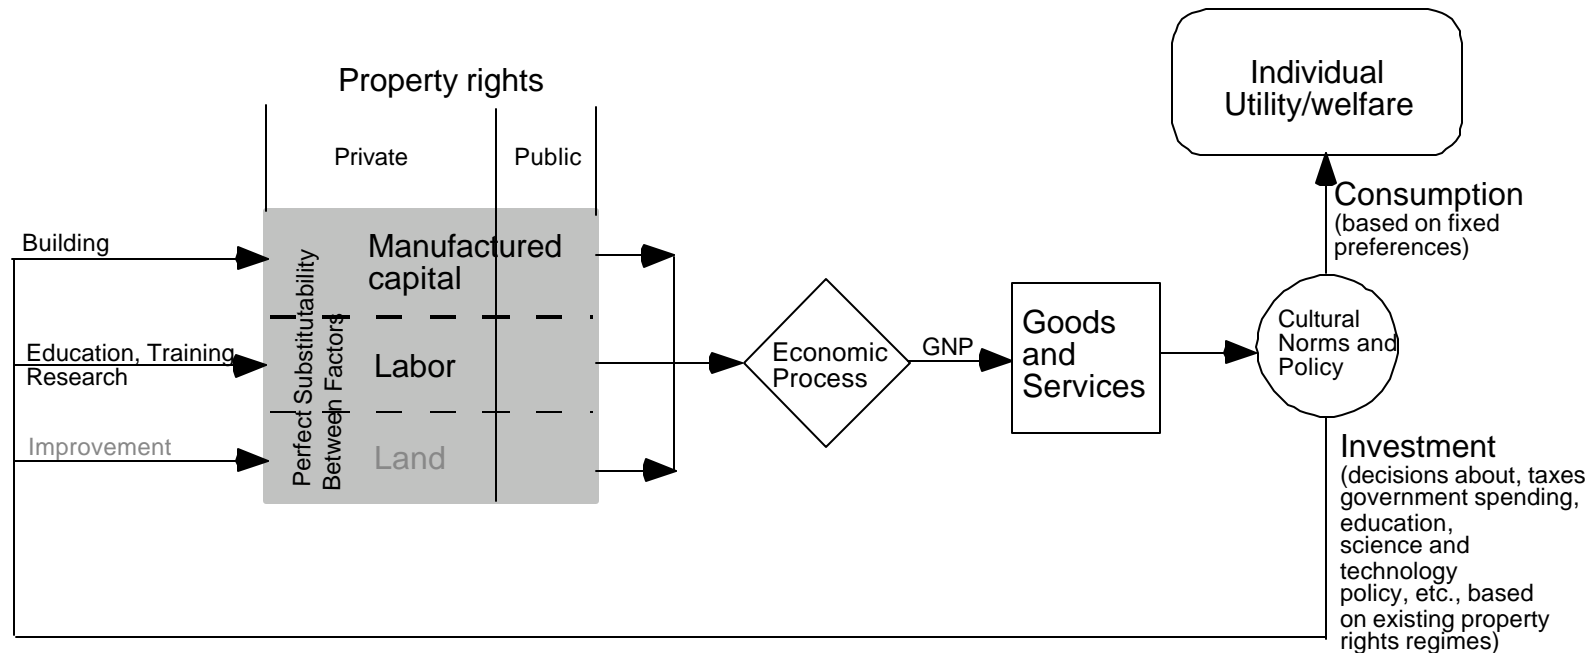 Property rights
Private
Public
Building
Education, Training
Research
Improvement
Perfect Substitutability
Between Factors
Manufactured
capital
Labor
Land
Economic
Process
GNP
Goods
and
Services
Cultural
Norms and
Policy
Individual
Utility/welfare
Consumption
(based on fixed
preferences)
Investment
(decisions about, taxes
government spending,
education,
science and
technology
policy, etc., based
on existing property
rights regimes)